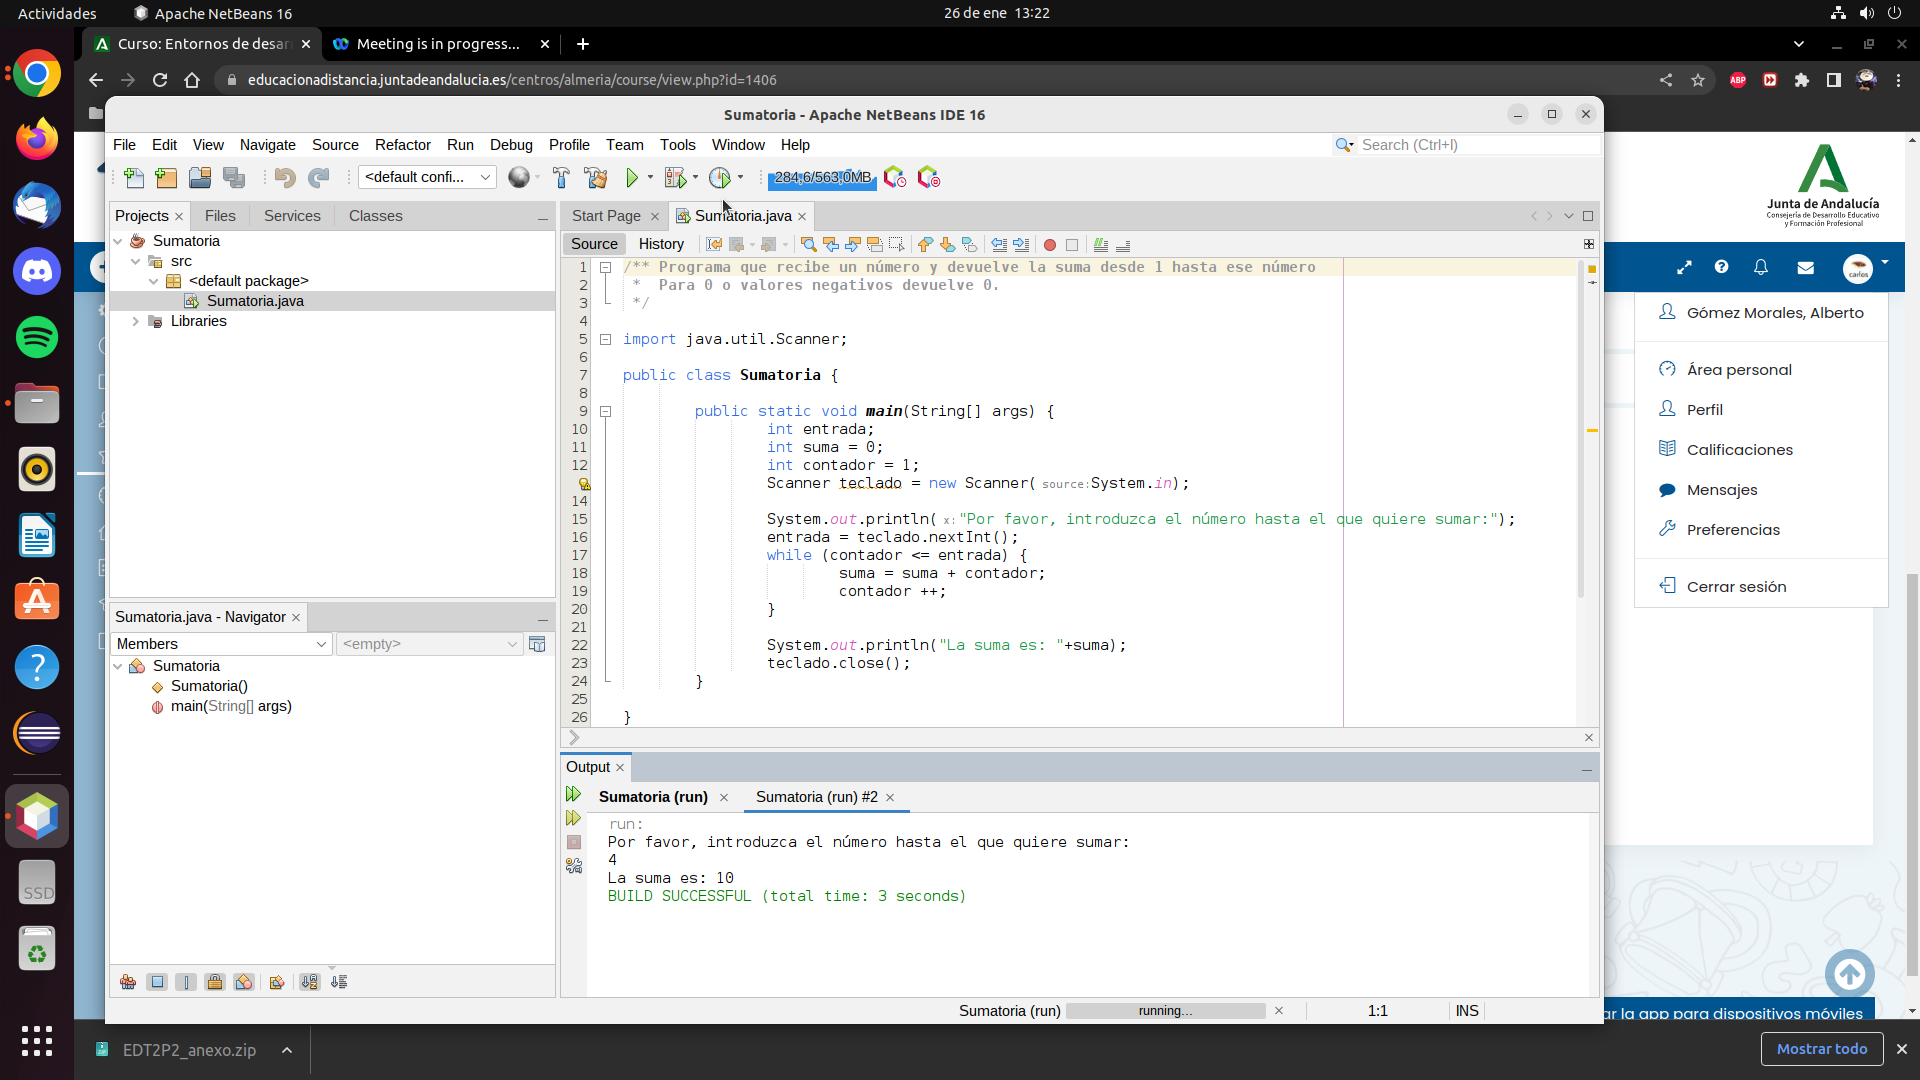 Actividades
Apache NetBeans 16
26 de ene  13:22
Curso: Entornos de desar
Meeting is in progress...
educacionadistancia.juntadeandalucia.es/centros/almeria/course/view.php?id=1406
ABP
Sumatoria - Apache NetBeans IDE 16
File Edit View Navigate Source Refactor Run Debug Profile Team Tools Window Help
Search (Ctrl+I)
<default confi...
284,6/563,0MB
Projects
Files
Services
Classes
Start Page
Sumatoria.java
Source
History
Sumatoria
src
<default package>
Sumatoria.java
Libraries
1 /** Programa que recibe un número y devuelve la suma desde 1 hasta ese número
2  *  Para 0 o valores negativos devuelve 0.
3  */
4
5 import java.util.Scanner;
6
7 public class Sumatoria {
8
9 public static void main(String[] args) {
10 int entrada;
11 int suma = 0;
12 int contador = 1;
Scanner teclado = new Scanner( source:System.in);
14
15 System.out.println( x: "Por favor, introduzca el número hasta el que quiere sumar:");
16 entrada = teclado.nextInt();
17 while (contador <= entrada) {
18 suma = suma + contador;
19 contador ++;
20 }
21
22 System.out.println("La suma es: "+suma);
23 teclado.close();
24 }
25
26 }
Sumatoria.java - Navigator
Members
<empty>
Sumatoria
Sumatoria()
main(String[] args)
Output
Sumatoria (run)
Sumatoria (run) #2
run:
Por favor, introduzca el número hasta el que quiere sumar:
4
La suma es: 10
BUILD SUCCESSFUL (total time: 3 seconds)
Sumatoria (run)
running...
1:1
INS
Junta de Andalucía
Consejería de Desarrollo Educativo
y Formación Profesional
carlos
Gómez Morales, Alberto
Área personal
Perfil
Calificaciones
Mensajes
Preferencias
Cerrar sesión
ar la app para dispositivos móviles
SSD
EDT2P2_anexo.zip
Mostrar todo